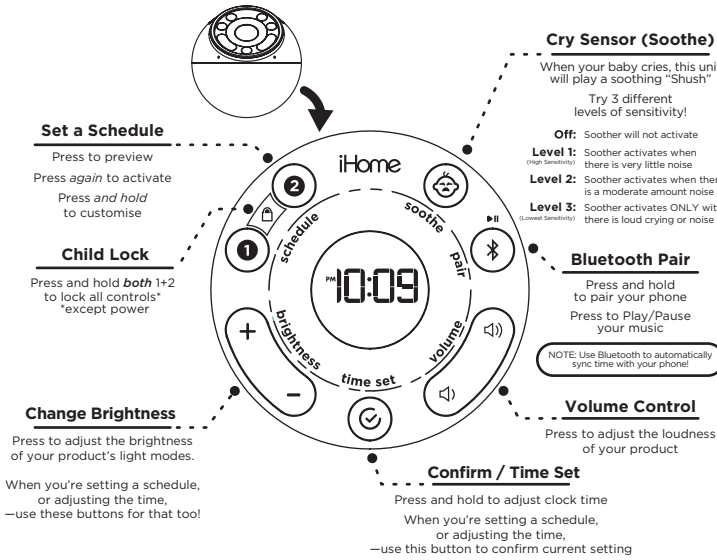 Cry Sensor (Soothe)
When your baby cries, this uni
will play a soothing “Shush”
Try 3 different
levels of sensitivity!
Off: Soother will not activate
Level 1: Soother activates when
(High Sensitivity) there is very little noise
Level 2: Soother activates when ther
is a moderate amount noise
Level 3: Soother activates ONLY wit
(Lowest Sensitivity) there is loud crying or noise
Set a Schedule
Press to preview
Press again to activate
Press and hold
to customise
Child Lock
Press and hold both 1+2
to lock all controls*
*except power
iHome
2
1
schedule
soothe
pair
PM 10:09
brightness
volume
time set
+
−
Bluetooth Pair
Press and hold
to pair your phone
Press to Play/Pause
your music
NOTE: Use Bluetooth to automatically
sync time with your phone!
Change Brightness
Press to adjust the brightness
of your product’s light modes.
When you’re setting a schedule,
or adjusting the time,
—use these buttons for that too!
Volume Control
Press to adjust the loudness
of your product
Confirm / Time Set
Press and hold to adjust clock time
When you’re setting a schedule,
or adjusting the time,
—use this button to confirm current setting